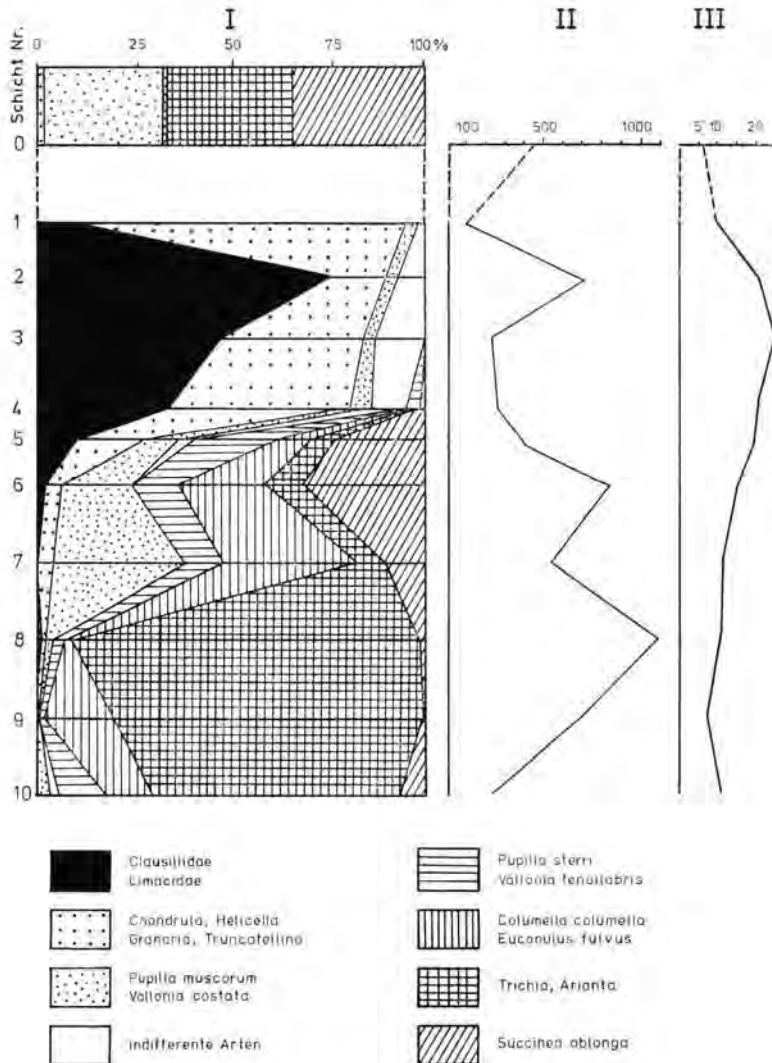 I II III
Schicht Nr.
0 25 50 75 100%
100 500 1000
5 10 20
0
1
2
3
4
5
6
7
8
9
10
Clausiliidae
Limacidae
Chondrula, Helicella
Granaria, Truncatellino
Pupilla muscorum
Vallonia costata
indifferente Arten
Pupilla sterri
Vallonia tenuilabris
Columella columella
Euconulus fulvus
Trichia, Arianta
Succinea oblonga